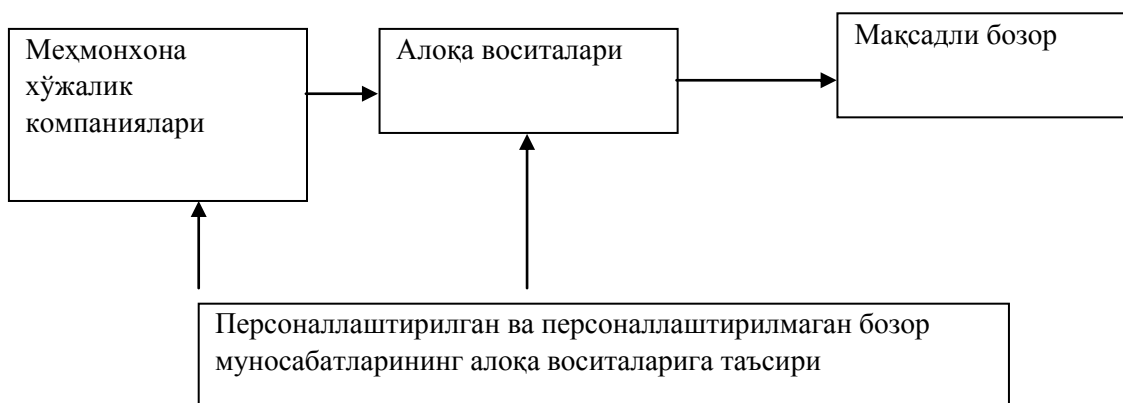 Меҳмонхона
хўжалик
компаниялари
Алоқа воситалари
Мақсадли бозор
Персоналлаштирилган ва персоналлаштирилмаган бозор
муносабатларининг алоқа воситаларига таъсири